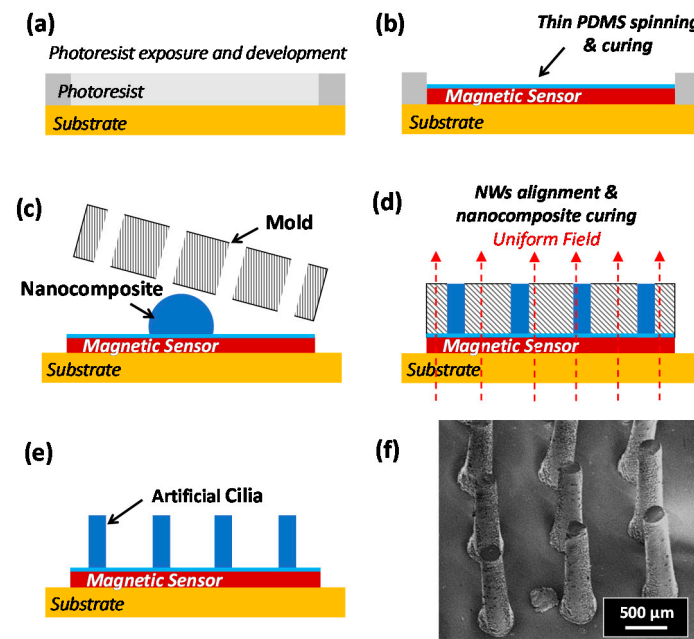 (a)
Photoresist exposure and development
Photoresist
Substrate
(b)
Thin PDMS spinning
& curing
Magnetic Sensor
Substrate
(c)
Mold
Nanocomposite
Magnetic Sensor
Substrate
(d)
NWs alignment &
nanocomposite curing
Uniform Field
Magnetic Sensor
Substrate
(e)
Artificial Cilia
Magnetic Sensor
Substrate
(f)
500 µm